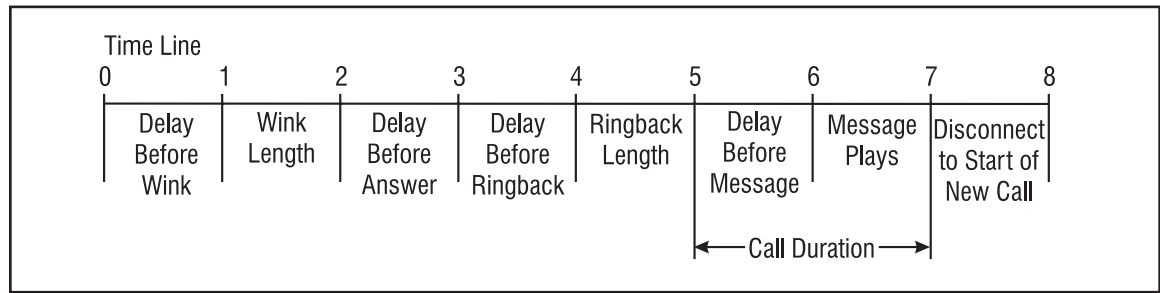 Time Line
0 1 2 3 4 5 6 7 8
Delay
Before
Wink
Wink
Length
Delay
Before
Answer
Delay
Before
Ringback
Ringback
Length
Delay
Before
Message
Message
Plays
Disconnect
to Start of
New Call
Call Duration